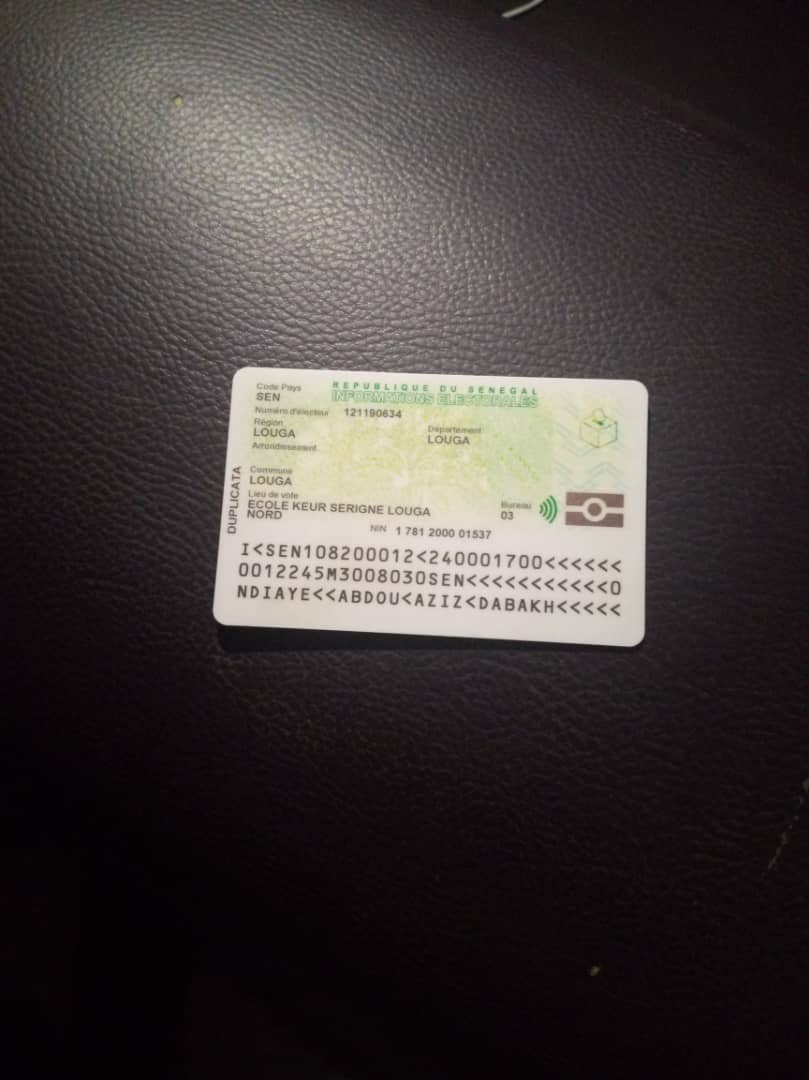 Code Pays
SEN
REPUBLIQUE DU SENEGAL
INFORMATIONS ELECTORALES
Numéro d'électeur 121190634
Région
LOUGA
Département
LOUGA
Arrondissement
Commune
LOUGA
Lieu de vote
ECOLE KEUR SERIGNE LOUGA
NORD
Bureau
03
NIN 1 781 2000 01537
DUPLICATA
I<SEN108200012<240001700<<<<<<
0012245M3008030SEN<<<<<<<<<<<0
NDIAYE<<ABDOU<AZIZ<DABAKH<<<<<